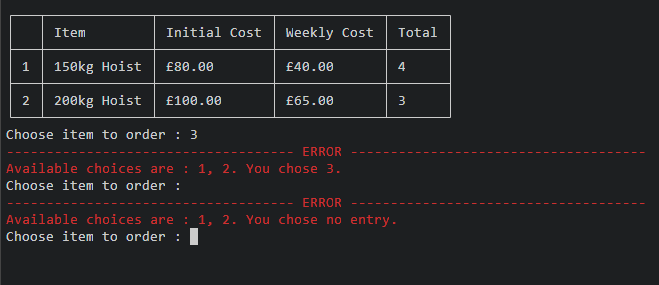 Item Initial Cost Weekly Cost Total
1 150kg Hoist £80.00 £40.00 4
2 200kg Hoist £100.00 £65.00 3
Choose item to order : 3
------------------------------------ ERROR -------------------------------------
Available choices are : 1, 2. You chose 3.
Choose item to order :
------------------------------------ ERROR -------------------------------------
Available choices are : 1, 2. You chose no entry.
Choose item to order :